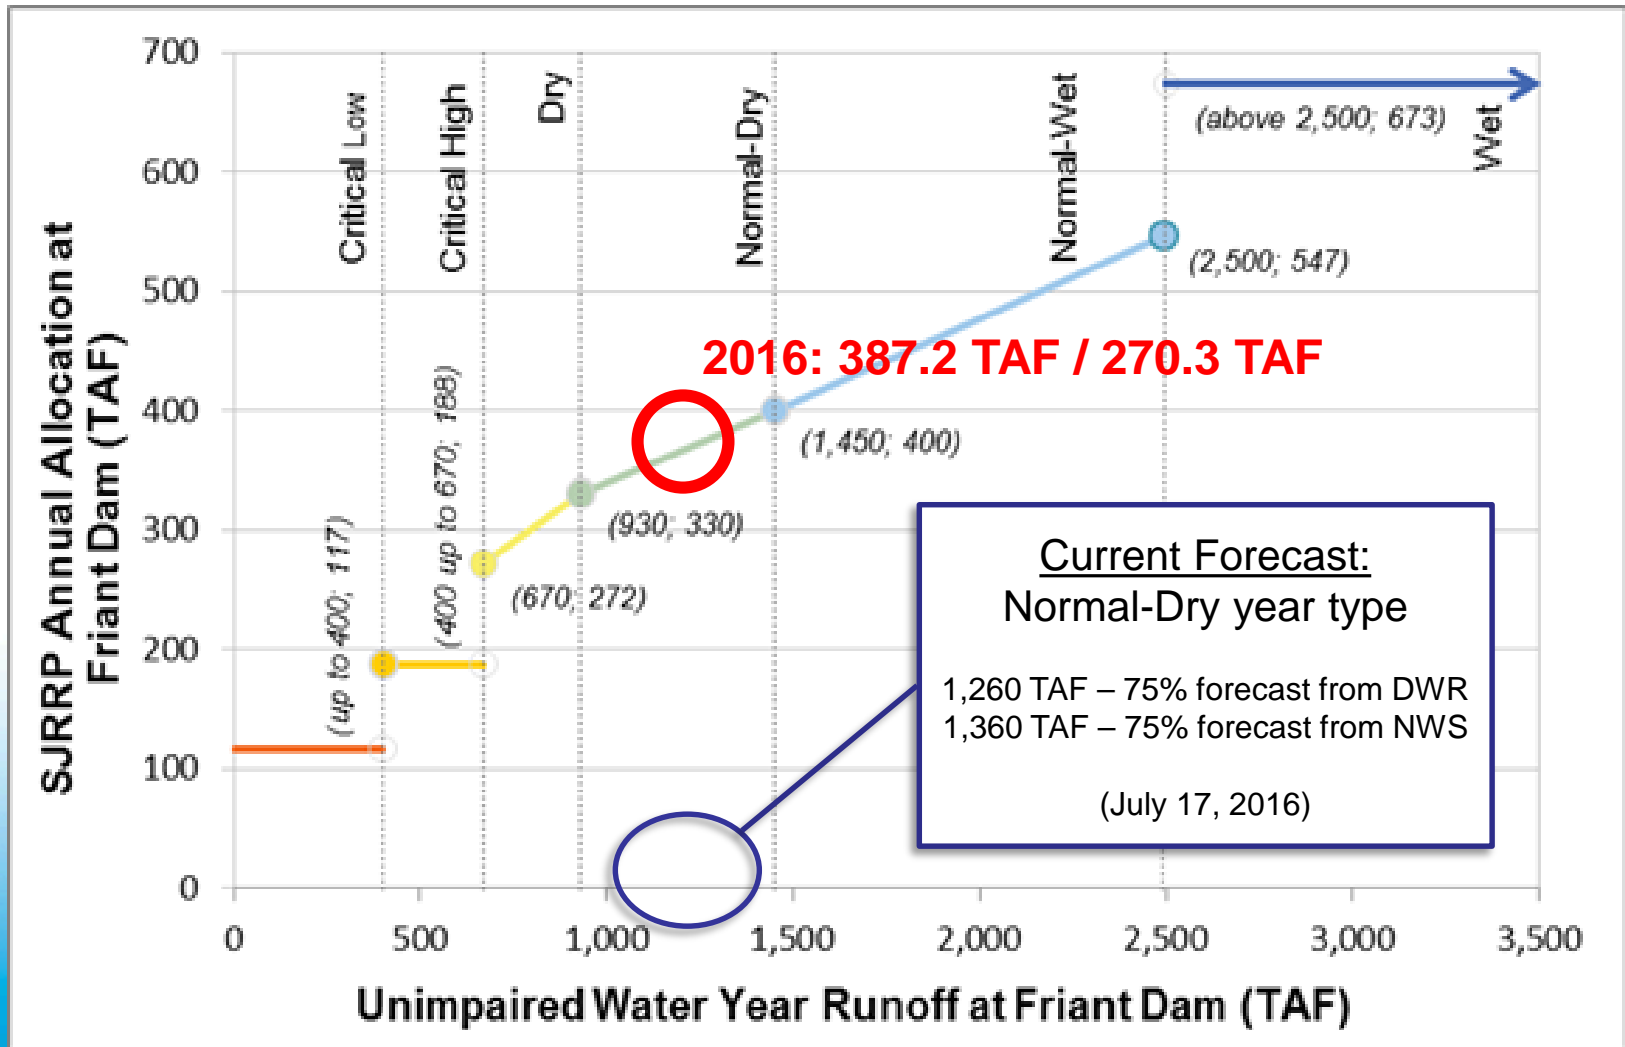 SJRRP Annual Allocation at
Friant Dam (TAF)
700
600
500
400
300
200
100
0
0
500
1,000
1,500
2,000
2,500
3,000
3,500
Unimpaired Water Year Runoff at Friant Dam (TAF)
Critical Low
Critical High
Dry
Normal-Dry
Normal-Wet
Wet
(up to 400; 117)
(400 up to 670; 188)
(670; 272)
(930; 330)
(1,450; 400)
(2,500; 547)
(above 2,500; 673)
2016: 387.2 TAF / 270.3 TAF
Current Forecast:
Normal-Dry year type
1,260 TAF – 75% forecast from DWR
1,360 TAF – 75% forecast from NWS
(July 17, 2016)